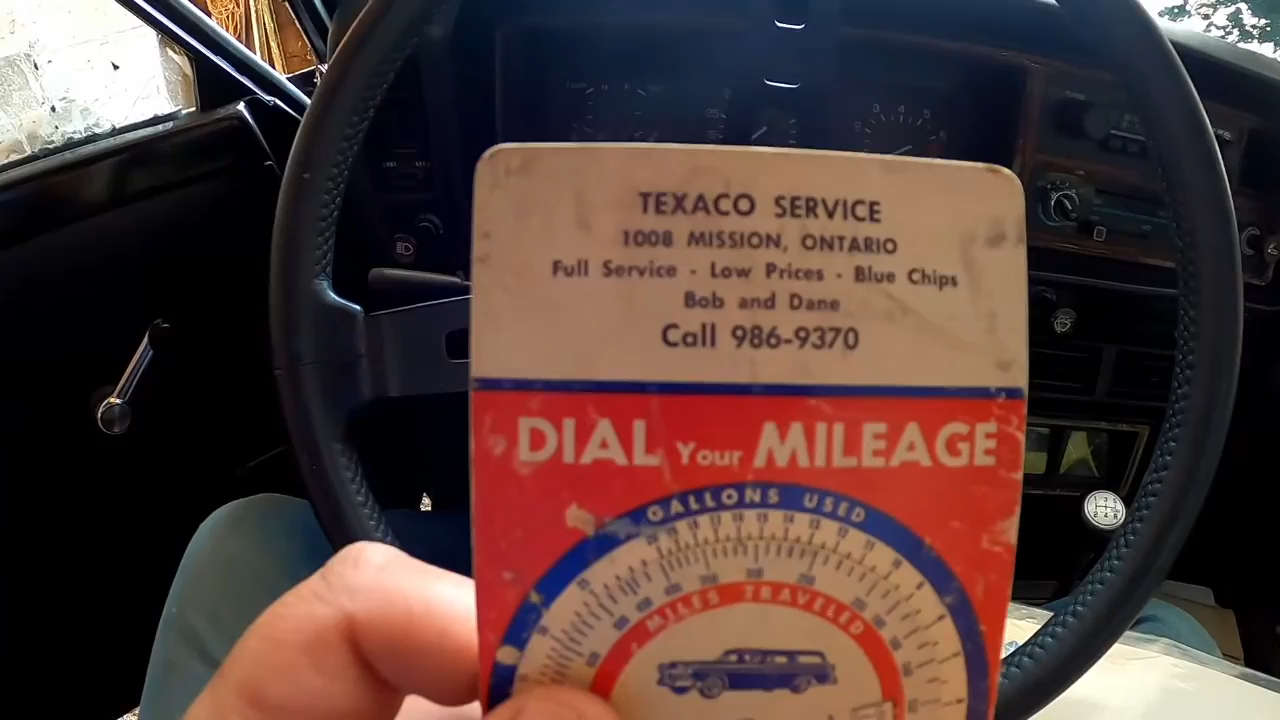 TEXACO SERVICE
1008 MISSION, ONTARIO
Full Service - Low Prices - Blue Chips
Bob and Dane
Call 986-9370
DIAL Your MILEAGE
GALLONS USED
MILES TRAVELED